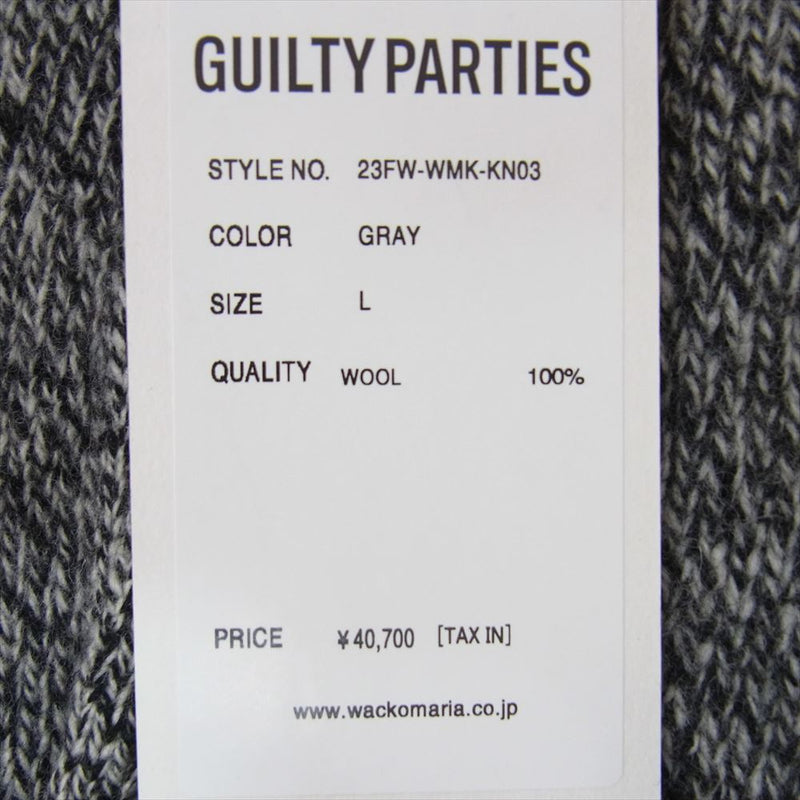 GUILTY PARTIES
STYLE NO. 23FW-WMK-KN03
COLOR GRAY
SIZE L
QUALITY WOOL 100%
PRICE ¥40,700 [TAX IN]
www.wackomaria.co.jp